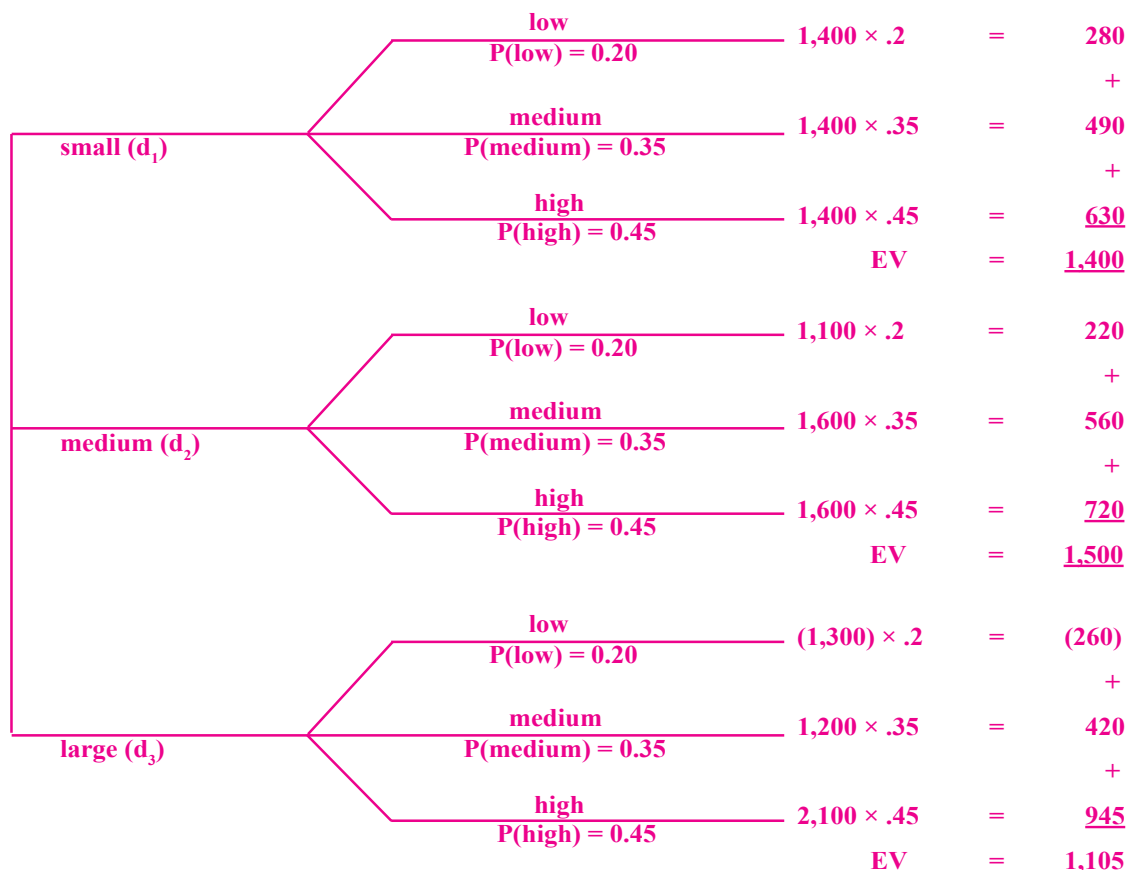 low
P(low) = 0.20
1,400 × .2 = 280
+
medium
P(medium) = 0.35
1,400 × .35 = 490
small (d₁)
+
high
P(high) = 0.45
1,400 × .45 = 630
EV = 1,400
low
P(low) = 0.20
1,100 × .2 = 220
+
medium
P(medium) = 0.35
1,600 × .35 = 560
medium (d₂)
+
high
P(high) = 0.45
1,600 × .45 = 720
EV = 1,500
low
P(low) = 0.20
(1,300) × .2 = (260)
+
medium
P(medium) = 0.35
1,200 × .35 = 420
large (d₃)
+
high
P(high) = 0.45
2,100 × .45 = 945
EV = 1,105